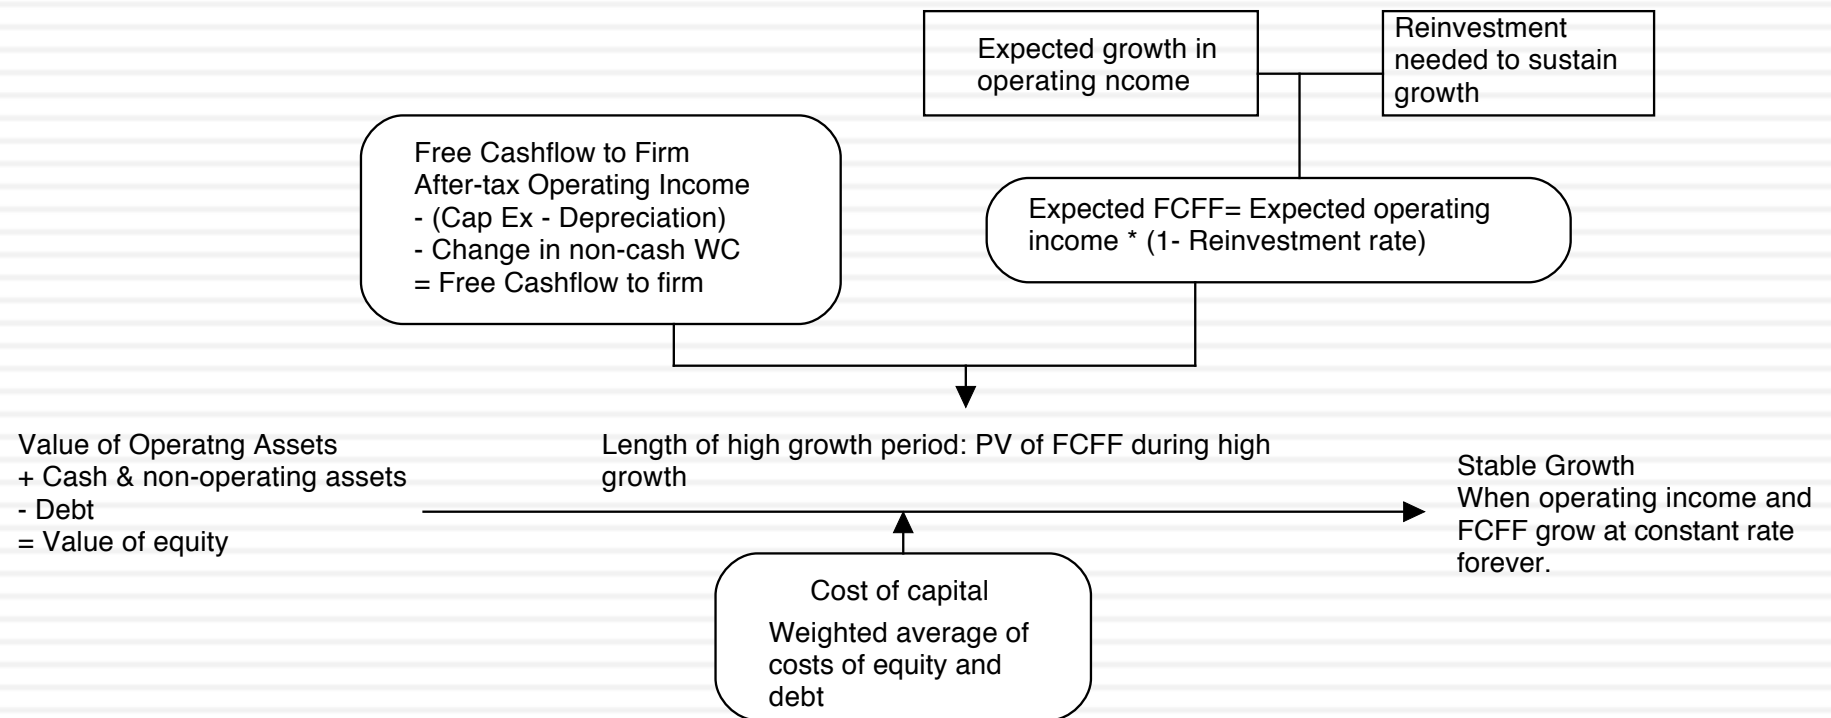 Expected growth in
operating ncome
Reinvestment
needed to sustain
growth
Free Cashflow to Firm
After-tax Operating Income
- (Cap Ex - Depreciation)
- Change in non-cash WC
= Free Cashflow to firm
Expected FCFF= Expected operating
income * (1- Reinvestment rate)
Value of Operatng Assets
+ Cash & non-operating assets
- Debt
= Value of equity
Length of high growth period: PV of FCFF during high
growth
Stable Growth
When operating income and
FCFF grow at constant rate
forever.
Cost of capital
Weighted average of
costs of equity and
debt